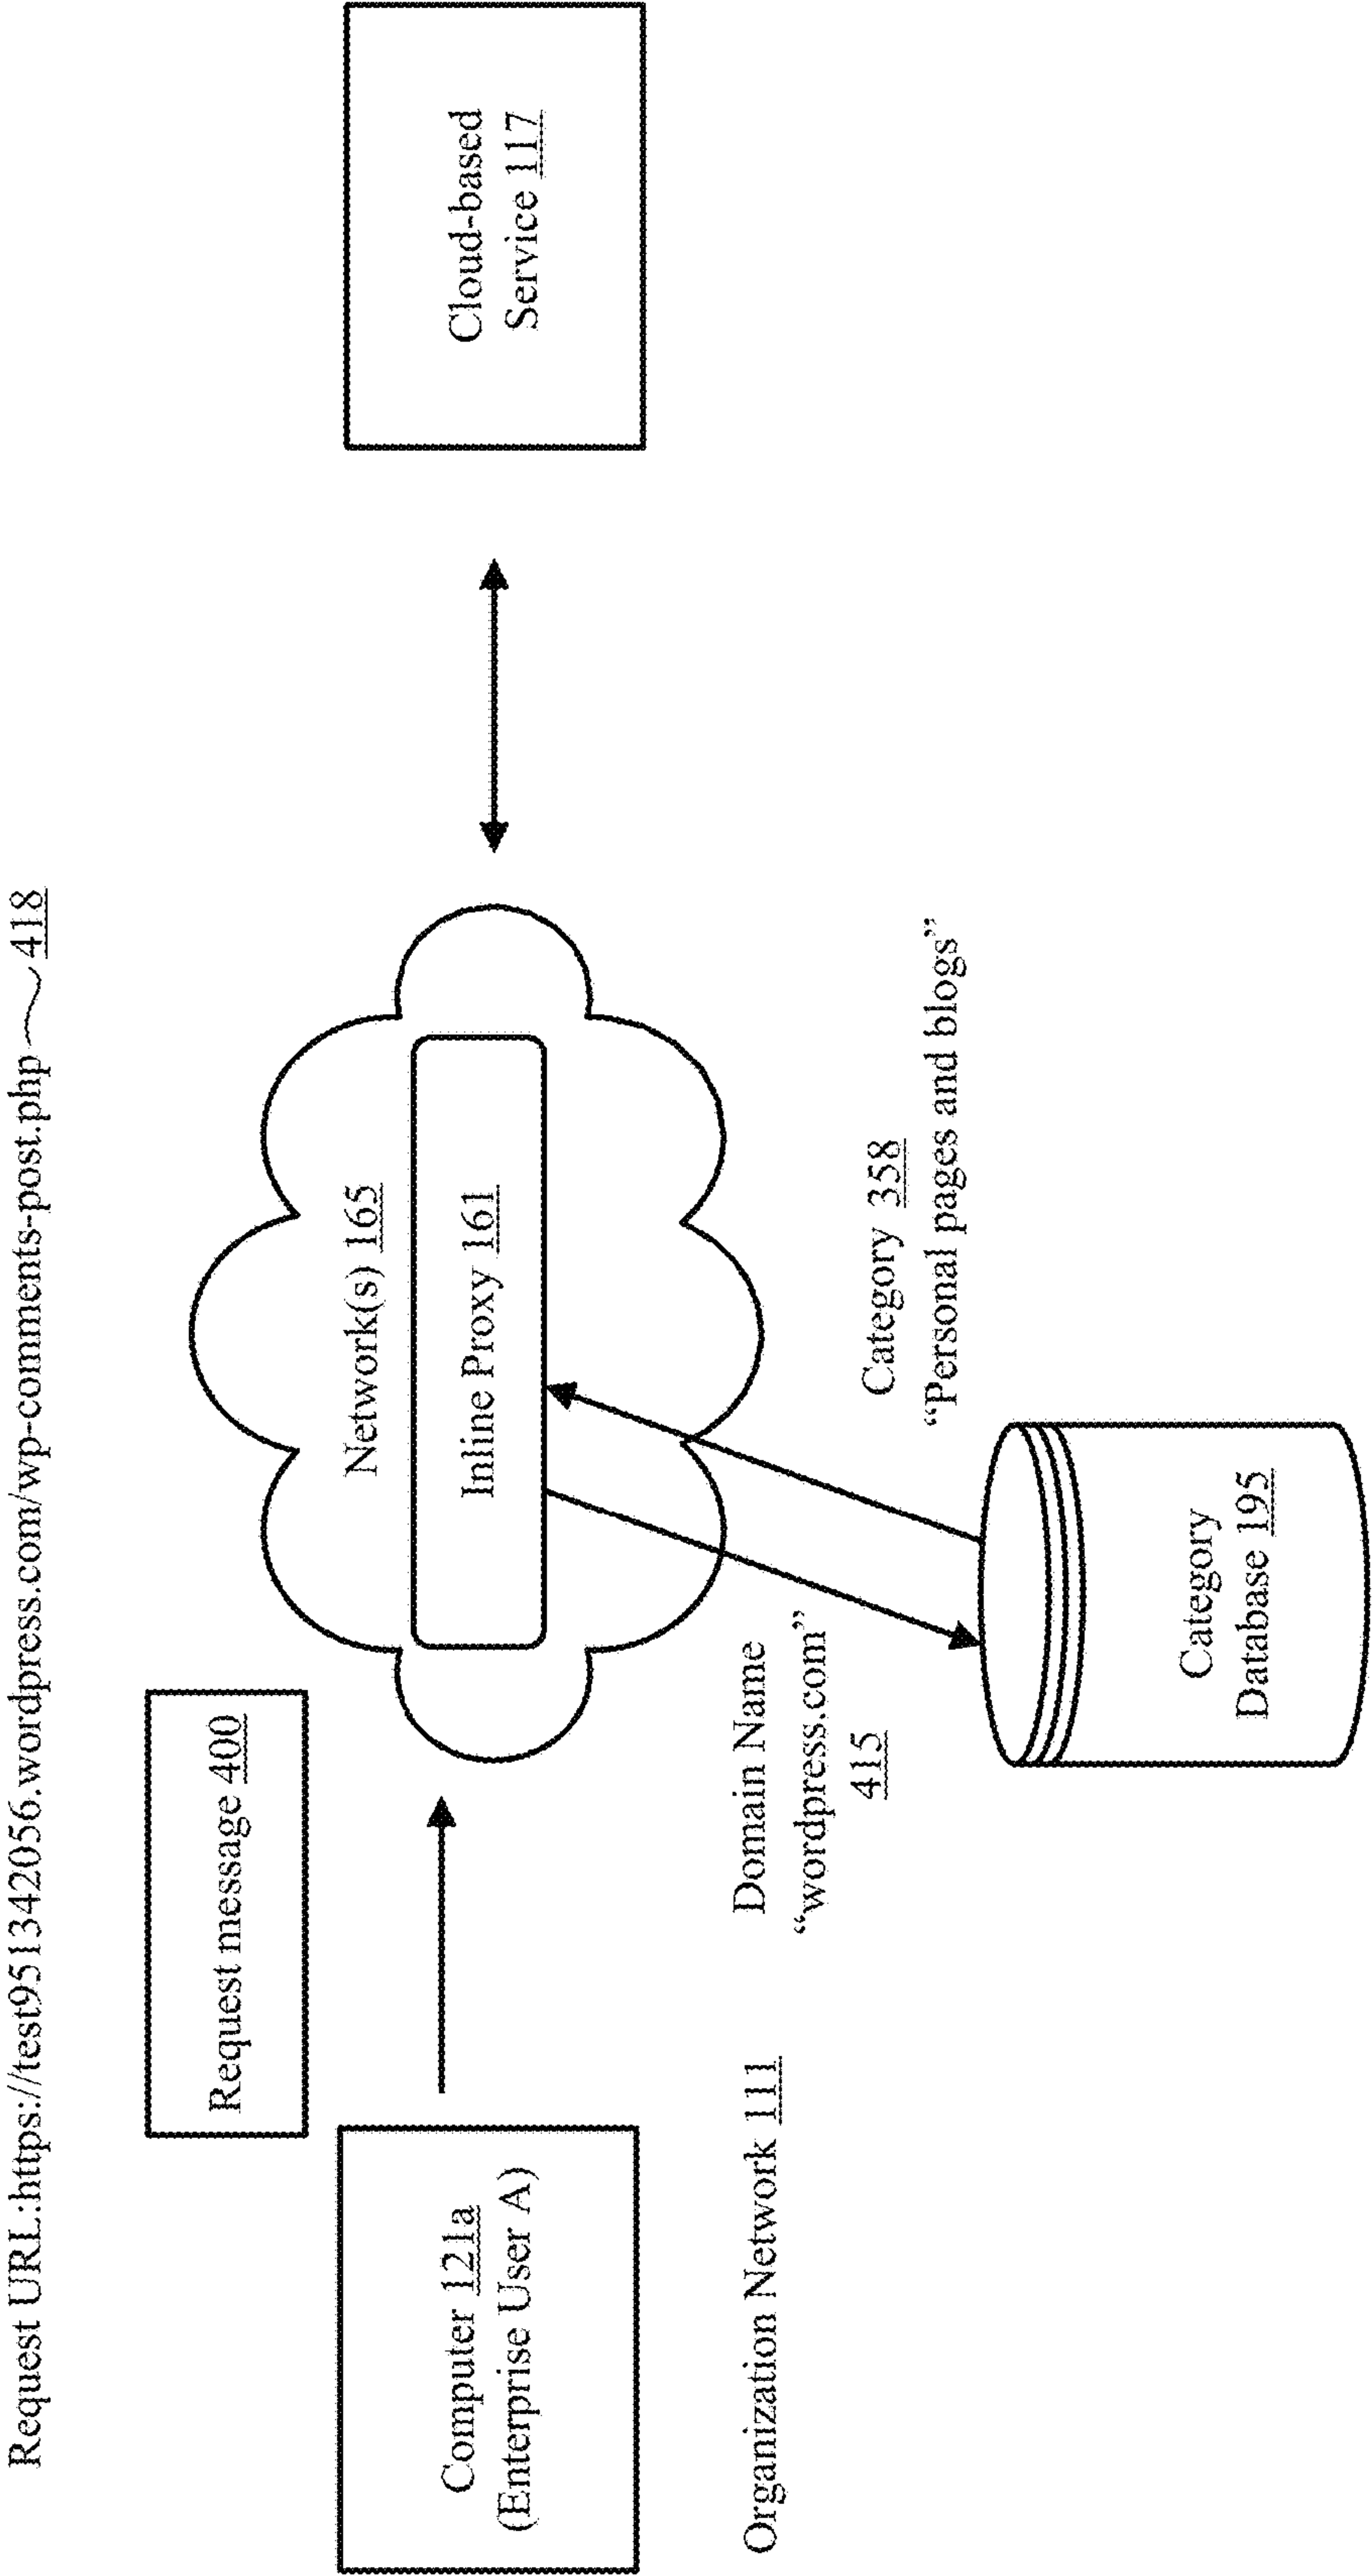 Request URL:https://test951342056.wordpress.com/wp-comments-post.php 418
Request message 400
Computer 121a
(Enterprise User A)
Network(s) 165
Inline Proxy 161
Cloud-based
Service 117
Organization Network 111
Domain Name
“wordpress.com”
415
Category 358
“Personal pages and blogs”
Category
Database 195